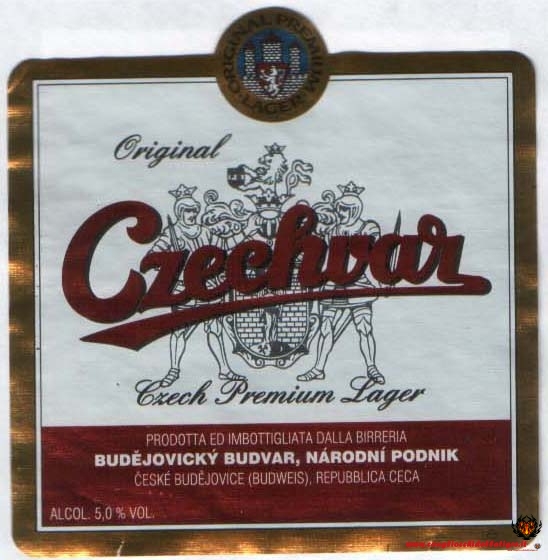 ORIGINAL PREMIUM
LAGER
Original
Czechvar
Czech Premium Lager
PRODOTTA ED IMBOTTIGLIATA DALLA BIRRERIA
BUDĚJOVICKÝ BUDVAR, NÁRODNÍ PODNIK
ČESKÉ BUDĚJOVICE (BUDWEIS), REPUBBLICA CECA
ALCOL. 5,0 % VOL.